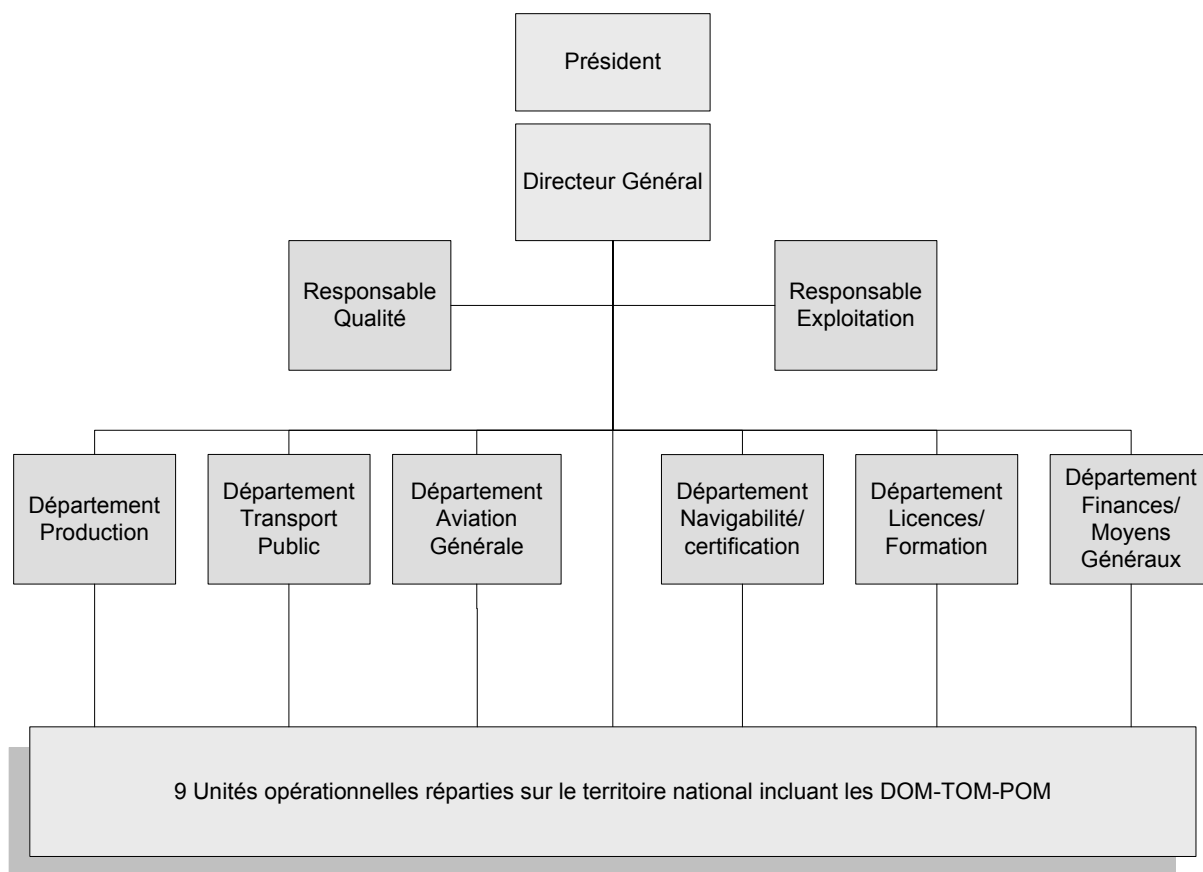 Président
Directeur Général
Responsable
Qualité
Responsable
Exploitation
Département
Production
Département
Transport
Public
Département
Aviation
Générale
Département
Navigabilité/
certification
Département
Licences/
Formation
Département
Finances/
Moyens
Généraux
9 Unités opérationnelles réparties sur le territoire national incluant les DOM-TOM-POM